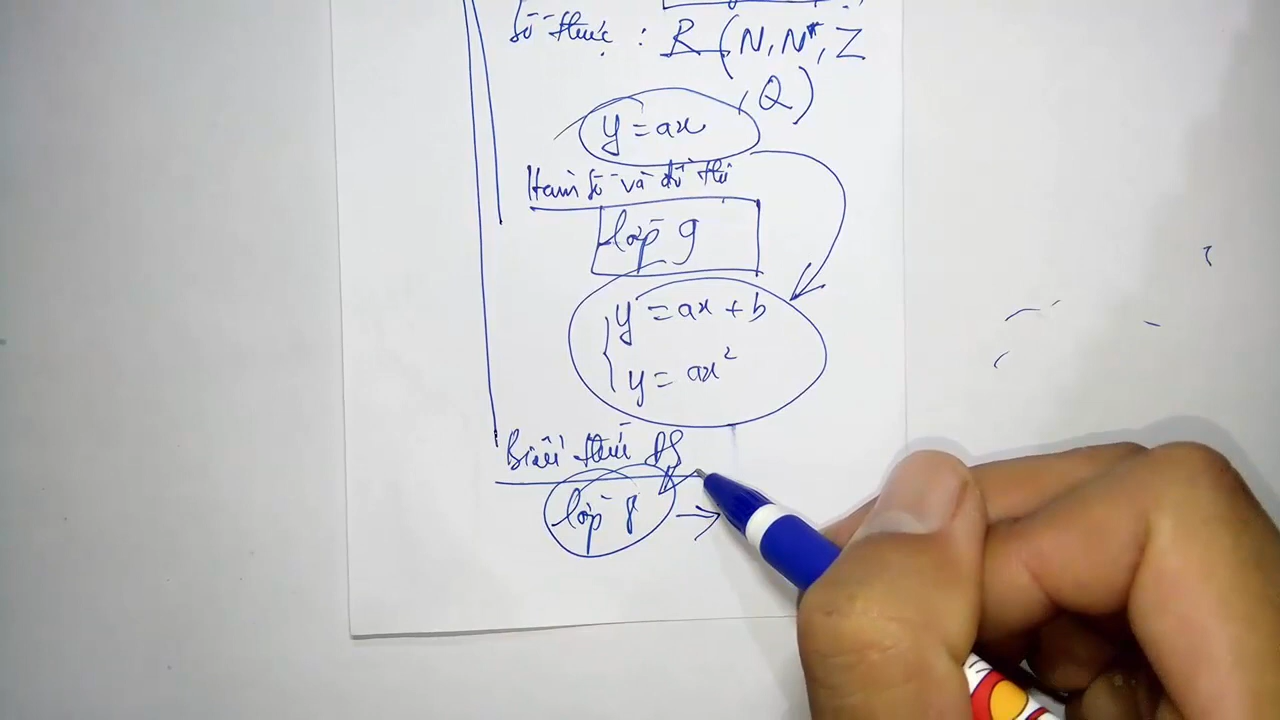 Số thực : R (N, N*, Z
, Q)
y = ax
Hàm số và đồ thị
lớp 9
y = ax + b
y = ax²
Biểu thức ĐS
lớp 8 →